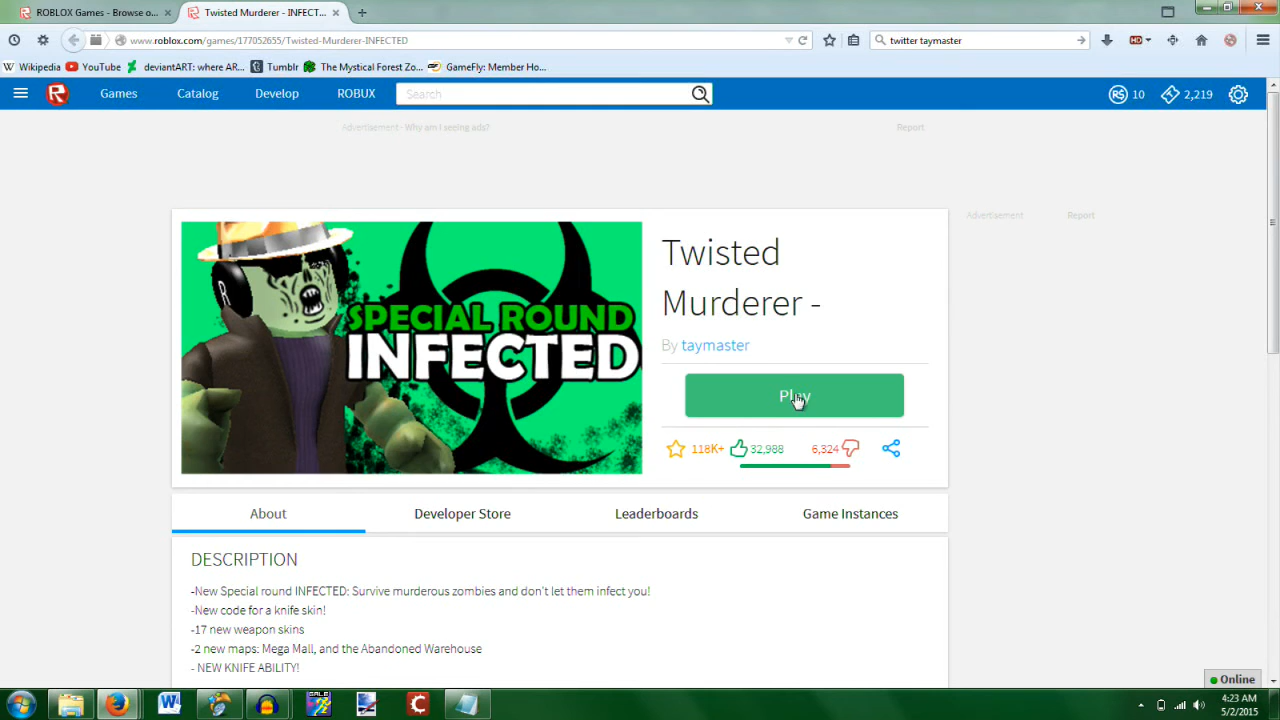 ROBLOX Games - Browse o...
Twisted Murderer - INFECT...
www.roblox.com/games/177052655/Twisted-Murderer-INFECTED
twitter taymaster
Wikipedia
YouTube
deviantART: where AR...
Tumblr
The Mystical Forest Zo...
GameFly: Member Ho...
Games
Catalog
Develop
ROBUX
Search
R$ 10
2,219
Advertisement - Why am I seeing ads?
Report
Advertisement
Report
SPECIAL ROUND
INFECTED
Twisted
Murderer -
By taymaster
Play
118K+
32,988
6,324
About
Developer Store
Leaderboards
Game Instances
DESCRIPTION
-New Special round INFECTED: Survive murderous zombies and don't let them infect you!
-New code for a knife skin!
-17 new weapon skins
-2 new maps: Mega Mall, and the Abandoned Warehouse
- NEW KNIFE ABILITY!
Online
4:23 AM
5/2/2015